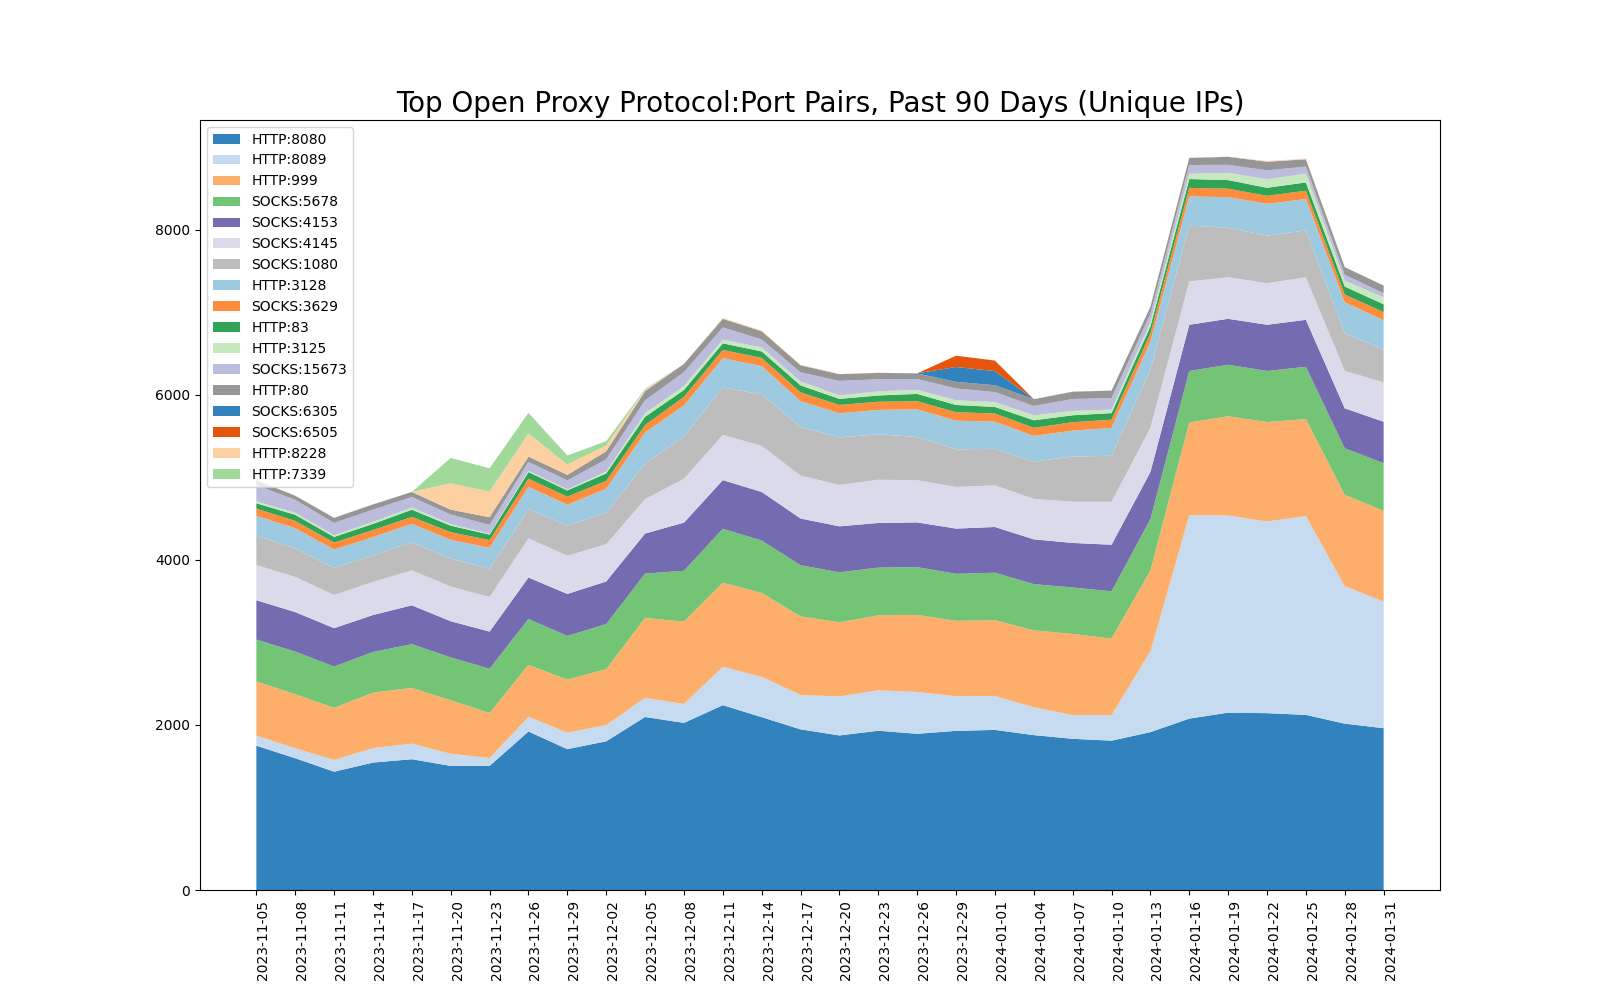 Top Open Proxy Protocol:Port Pairs, Past 90 Days (Unique IPs)
HTTP:8080
HTTP:8089
HTTP:999
SOCKS:5678
SOCKS:4153
SOCKS:4145
SOCKS:1080
HTTP:3128
SOCKS:3629
HTTP:83
HTTP:3125
SOCKS:15673
HTTP:80
SOCKS:6305
SOCKS:6505
HTTP:8228
HTTP:7339
8000
6000
4000
2000
0
2023-11-05
2023-11-08
2023-11-11
2023-11-14
2023-11-17
2023-11-20
2023-11-23
2023-11-26
2023-11-29
2023-12-02
2023-12-05
2023-12-08
2023-12-11
2023-12-14
2023-12-17
2023-12-20
2023-12-23
2023-12-26
2023-12-29
2024-01-01
2024-01-04
2024-01-07
2024-01-10
2024-01-13
2024-01-16
2024-01-19
2024-01-22
2024-01-25
2024-01-28
2024-01-31